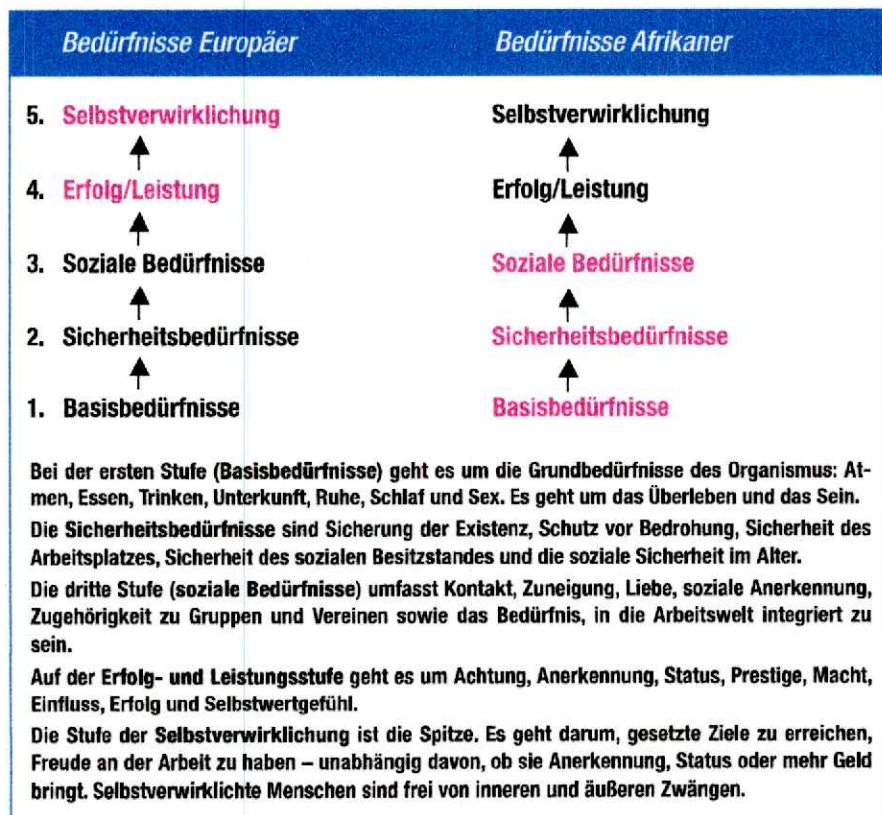 Bedürfnisse Europäer Bedürfnisse Afrikaner
5. Selbstverwirklichung Selbstverwirklichung
4. Erfolg/Leistung Erfolg/Leistung
3. Soziale Bedürfnisse Soziale Bedürfnisse
2. Sicherheitsbedürfnisse Sicherheitsbedürfnisse
1. Basisbedürfnisse Basisbedürfnisse
Bei der ersten Stufe (Basisbedürfnisse) geht es um die Grundbedürfnisse des Organismus: At-
men, Essen, Trinken, Unterkunft, Ruhe, Schlaf und Sex. Es geht um das Überleben und das Sein.
Die Sicherheitsbedürfnisse sind Sicherung der Existenz, Schutz vor Bedrohung, Sicherheit des
Arbeitsplatzes, Sicherheit des sozialen Besitzstandes und die soziale Sicherheit im Alter.
Die dritte Stufe (soziale Bedürfnisse) umfasst Kontakt, Zuneigung, Liebe, soziale Anerkennung,
Zugehörigkeit zu Gruppen und Vereinen sowie das Bedürfnis, in die Arbeitswelt integriert zu
sein.
Auf der Erfolg- und Leistungsstufe geht es um Achtung, Anerkennung, Status, Prestige, Macht,
Einfluss, Erfolg und Selbstwertgefühl.
Die Stufe der Selbstverwirklichung ist die Spitze. Es geht darum, gesetzte Ziele zu erreichen,
Freude an der Arbeit zu haben – unabhängig davon, ob sie Anerkennung, Status oder mehr Geld
bringt. Selbstverwirklichte Menschen sind frei von inneren und äußeren Zwängen.